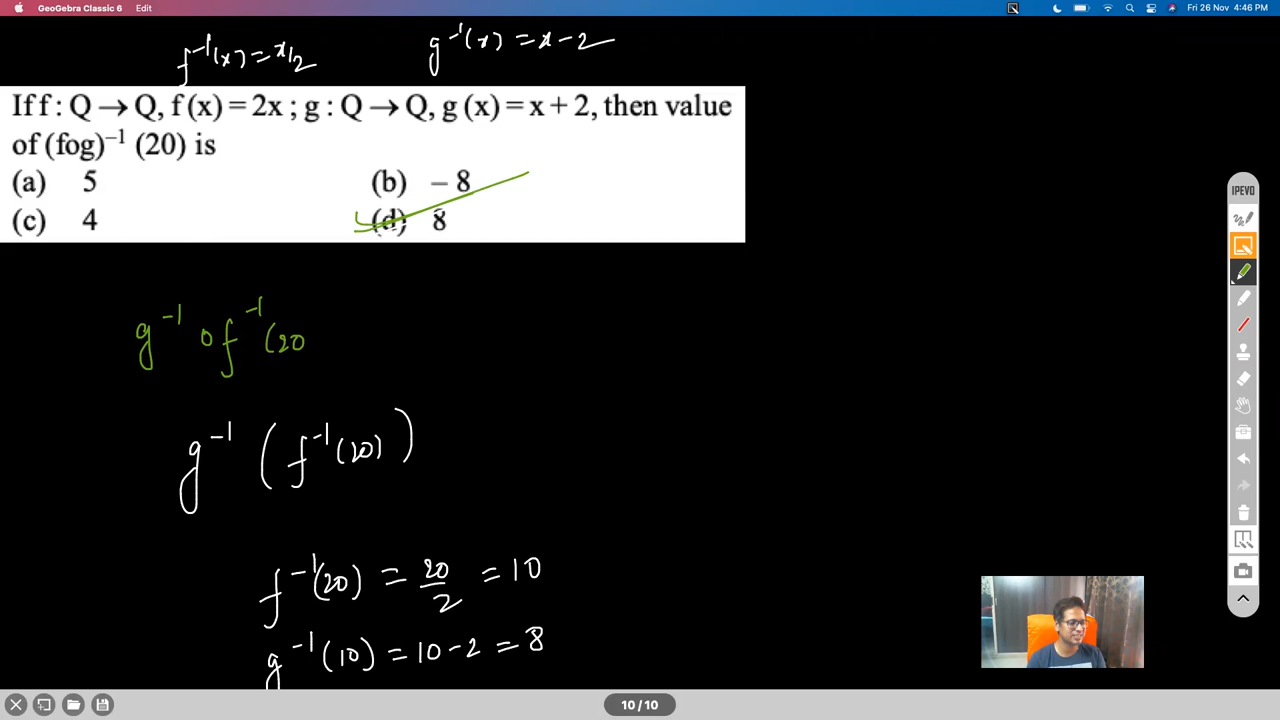 GeoGebra Classic 6 Edit Fri 26 Nov 4:46 PM
f⁻¹(x) = x/2 g⁻¹(x) = x - 2
If f : Q → Q, f (x) = 2x ; g : Q → Q, g (x) = x + 2, then value
of (fog)⁻¹ (20) is
(a) 5 (b) – 8
(c) 4 (d) 8
g⁻¹ o f⁻¹ (20
g⁻¹ ( f⁻¹ (20) )
f⁻¹(20) = 20/2 = 10
g⁻¹(10) = 10 - 2 = 8
IPEVO
10 / 10